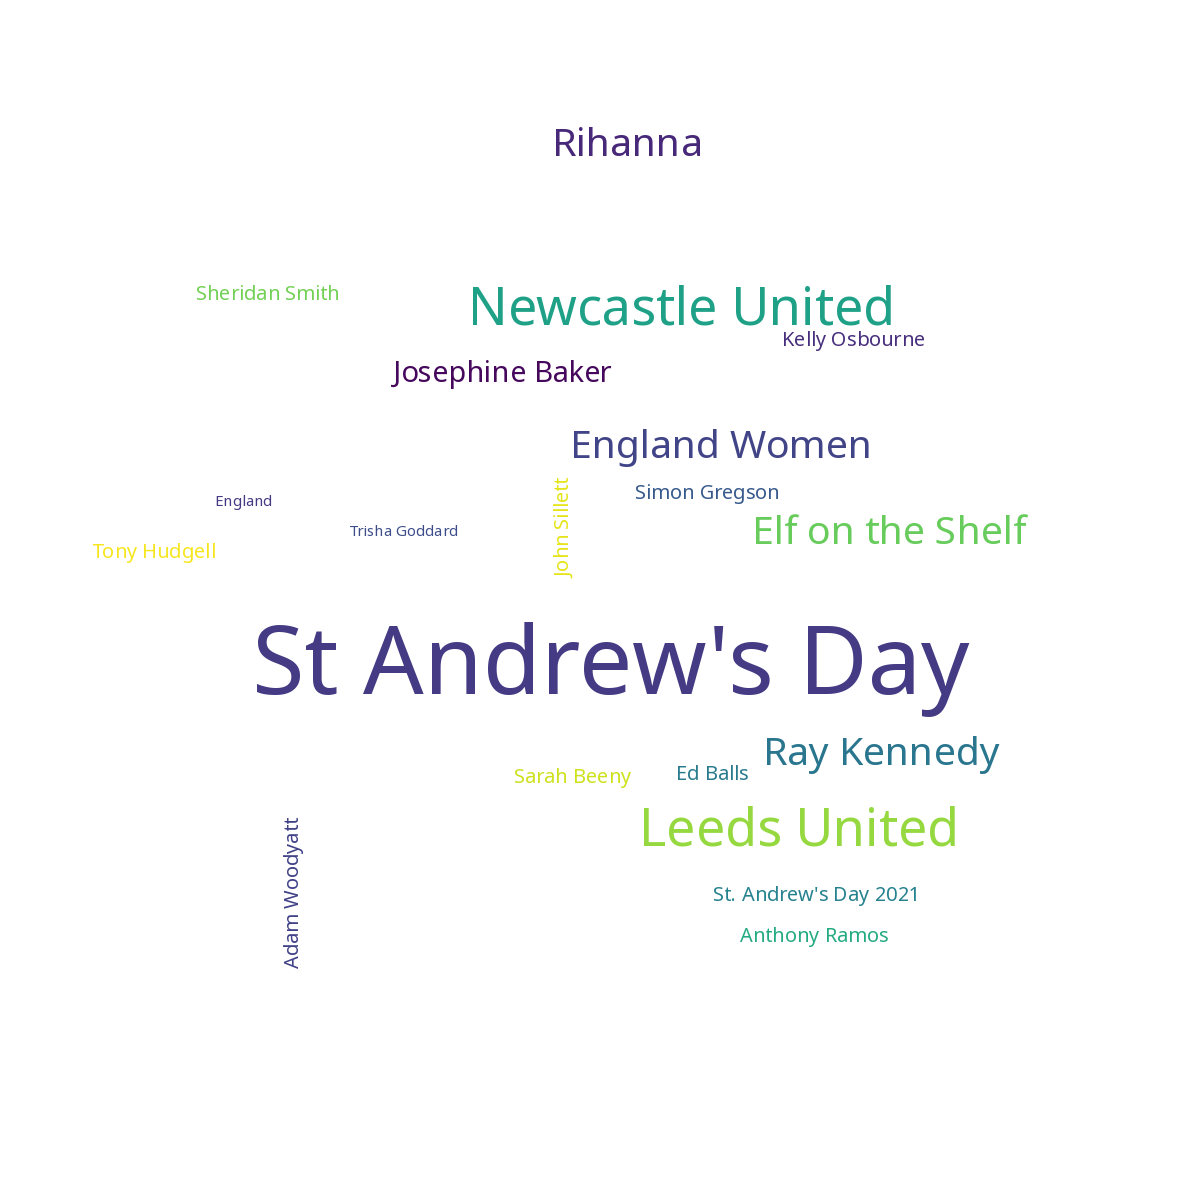 Rihanna
Sheridan Smith
Newcastle United
Kelly Osbourne
Josephine Baker
England Women
Simon Gregson
England
Trisha Goddard
John Sillett
Elf on the Shelf
Tony Hudgell
St Andrew's Day
Ray Kennedy
Ed Balls
Sarah Beeny
Leeds United
Adam Woodyatt
St. Andrew's Day 2021
Anthony Ramos